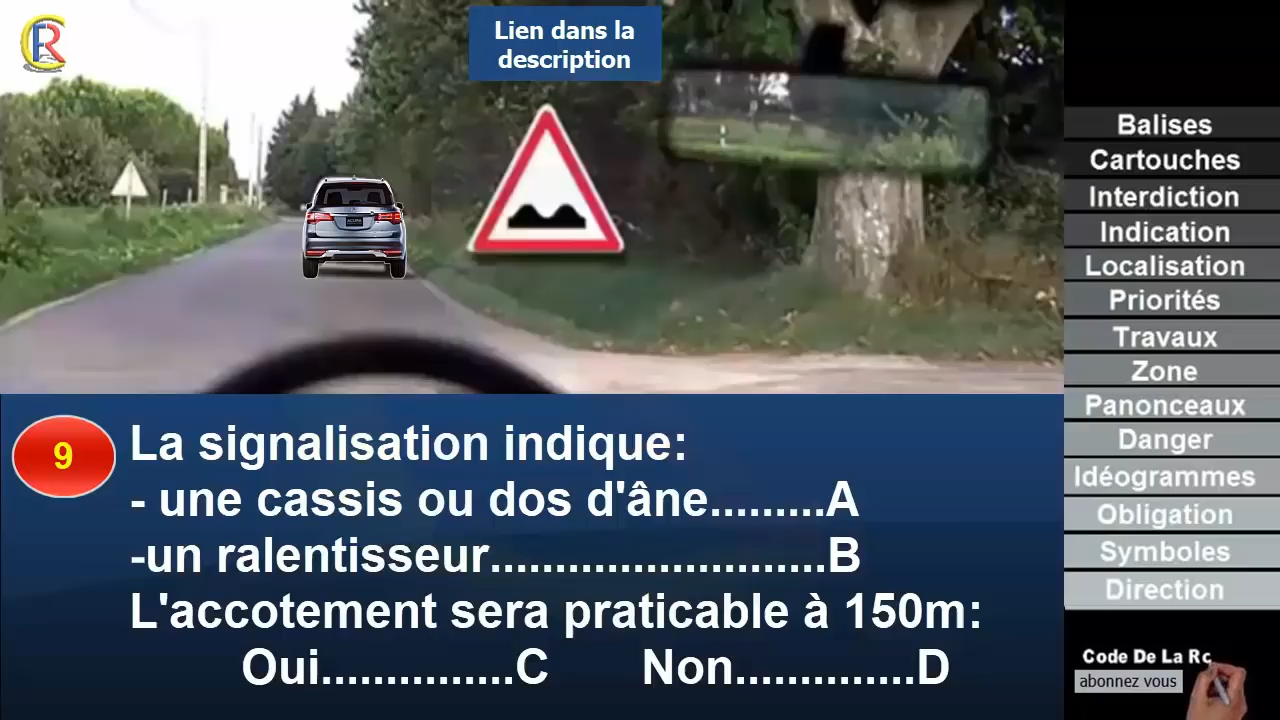 Lien dans la
description
Balises
Cartouches
Interdiction
Indication
Localisation
Priorités
Travaux
Zone
Panonceaux
Danger
Idéogrammes
Obligation
Symboles
Direction
9
La signalisation indique:
- une cassis ou dos d'âne.........A
-un ralentisseur..........................B
L'accotement sera praticable à 150m:
Oui...............C Non..............D
Code De La Rc
abonnez vous